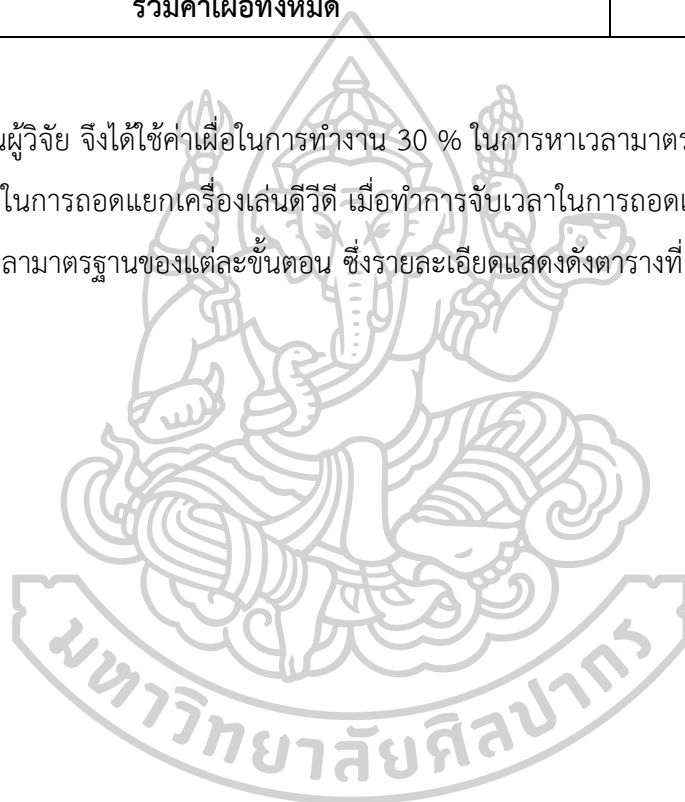 รวมค่าเผื่อทั้งหมด
นผู้วิจัย จึงได้ใช้ค่าเผื่อในการทำงาน 30 % ในการหาเวลามาตร
ในการถอดแยกเครื่องเล่นดีวีดี เมื่อทำการจับเวลาในการถอดแ
ลามาตรฐานของแต่ละขั้นตอน ซึ่งรายละเอียดแสดงดังตารางที่
มหาวิทยาลัยศิลปากร